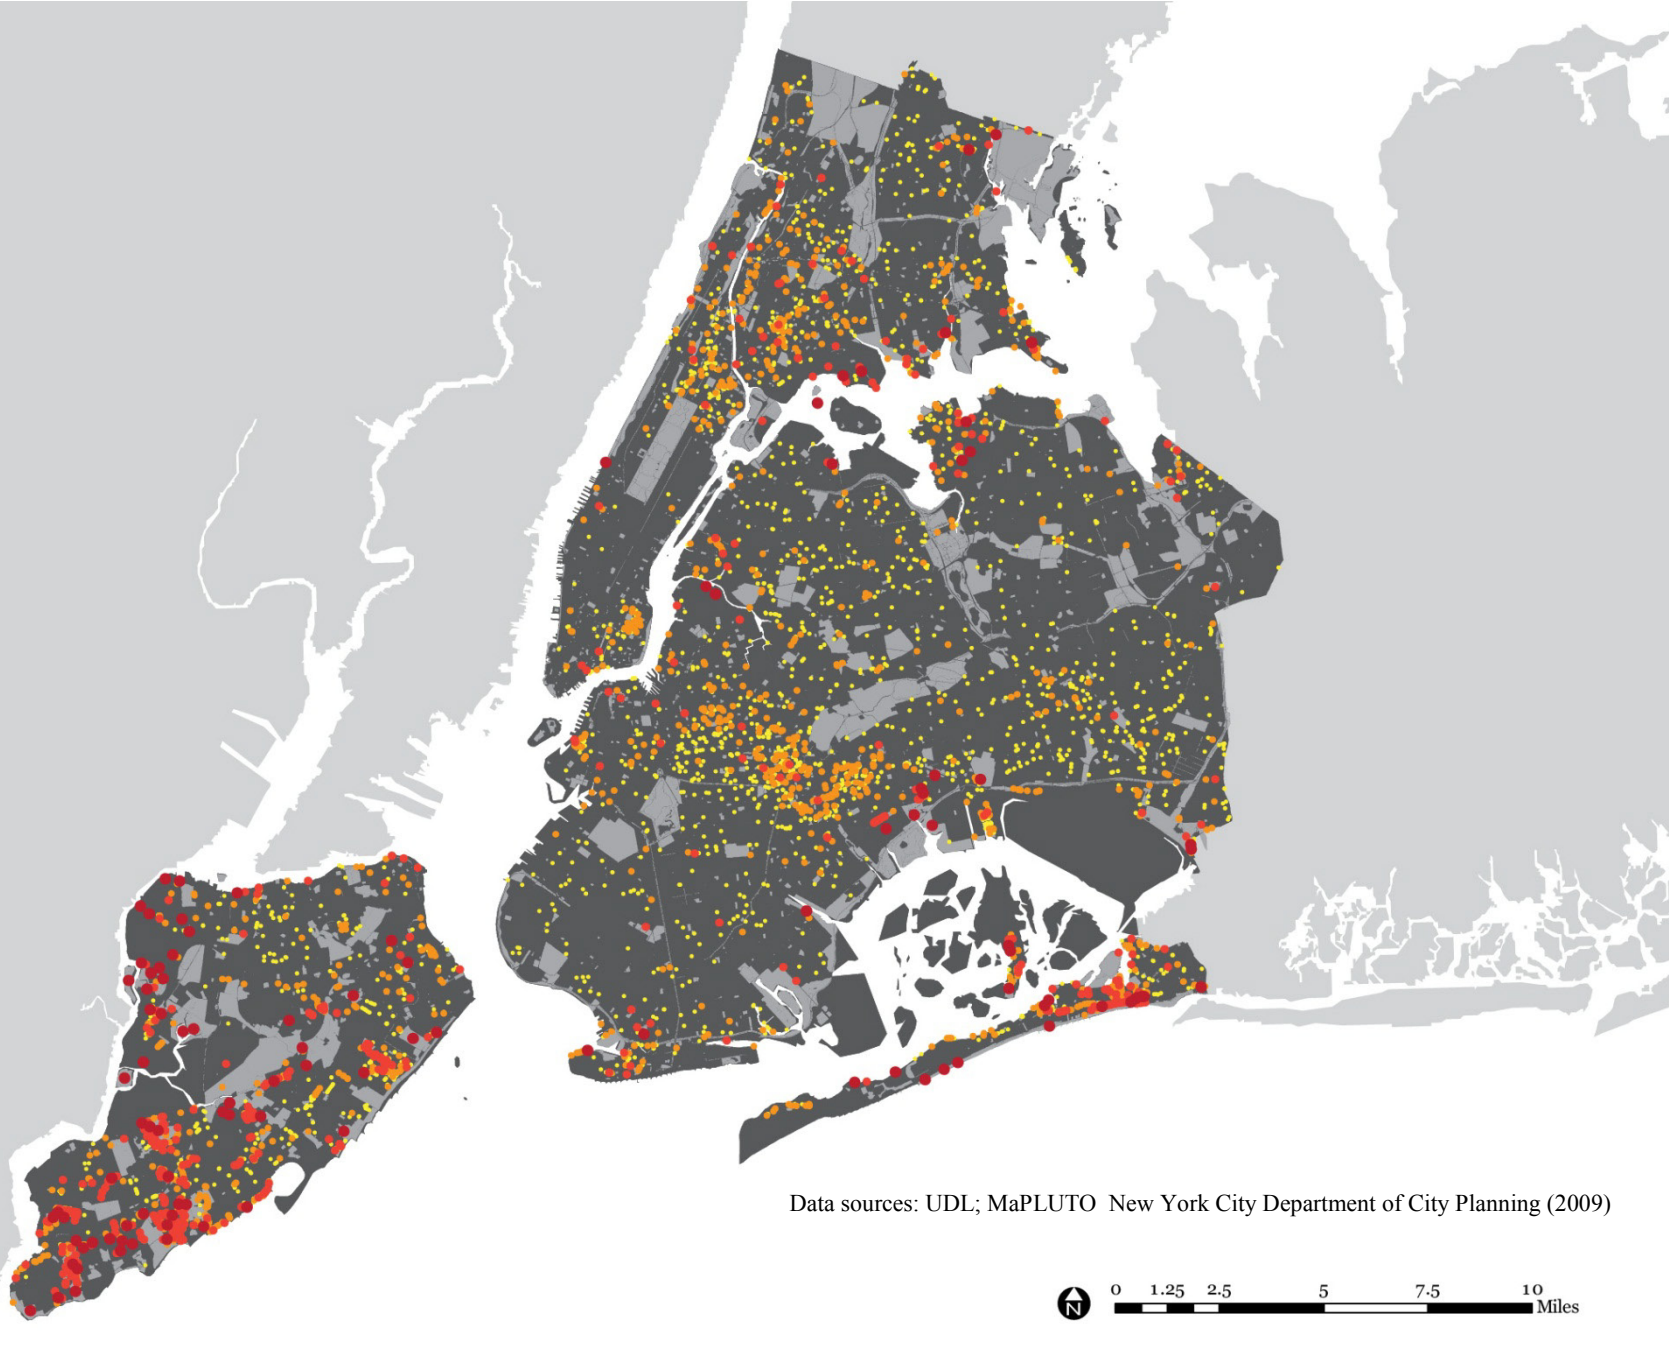 Data sources: UDL; MaPLUTO  New York City Department of City Planning (2009)
N
0 1.25 2.5 5 7.5 10
Miles